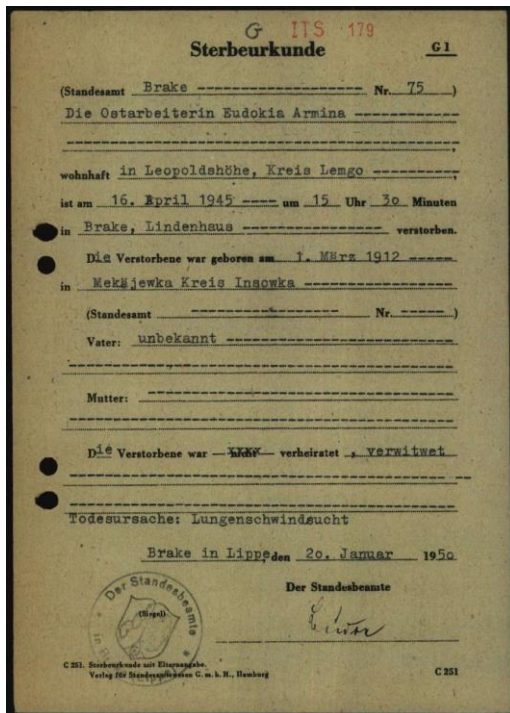 G ITS 179
Sterbeurkunde G 1
(Standesamt Brake ------------------- Nr. 75 )
Die Ostarbeiterin Eudokia Armina ------------
---------------------------------------------,
wohnhaft in Leopoldshöhe, Kreis Lemgo ----------,
ist am 16. April 1945 ---- um 15 Uhr 30 Minuten
in Brake, Lindenhaus ---------------- verstorben.
Die Verstorbene war geboren am 1. März 1912 -----
in Mekäjewka Kreis Insowka ------------------
(Standesamt ------------------ Nr. ----- )
Vater: unbekannt -------------------------
---------------------------------------------
Mutter: ----------------------------------
---------------------------------------------
Die Verstorbene war — nicht verheiratet , verwitwet
---------------------------------------------
---------------------------------------------
Todesursache: Lungenschwindsucht
Brake in Lippe, den 20. Januar 1950
Der Standesbeamte
Der Standesbeamte
(Siegel)
C 251. Sterbeurkunde mit Elternangabe.
Verlag für Standesamtswesen G. m. b. H., Hamburg C 251